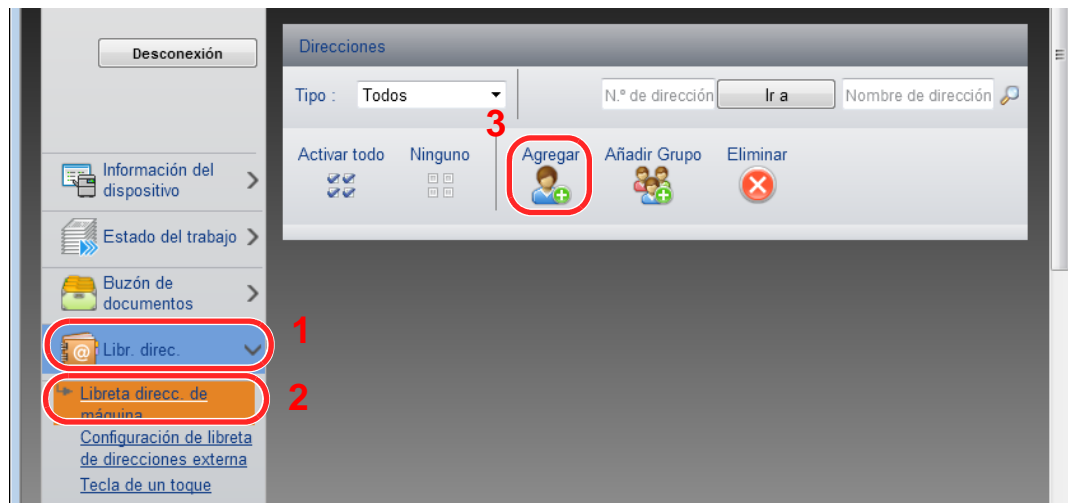 Desconexión
Direcciones
Tipo : Todos
N.º de dirección
Ir a
Nombre de dirección
3
Activar todo
Ninguno
Agregar
Añadir Grupo
Eliminar
Información del
dispositivo
Estado del trabajo
Buzón de
documentos
1
Libr. direc.
2
Libreta direcc. de
máquina
Configuración de libreta
de direcciones externa
Tecla de un toque